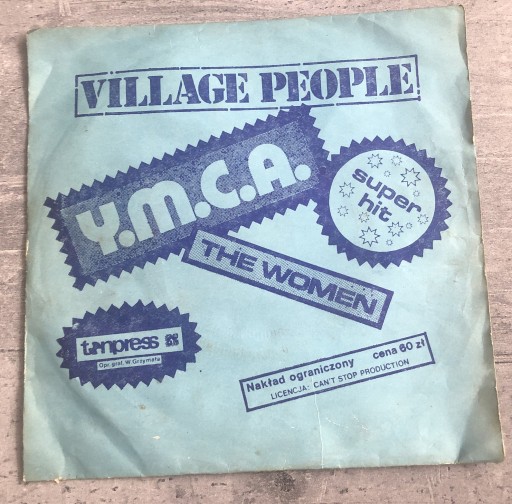 VILLAGE PEOPLE
Y.M.C.A.
super
hit
THE WOMEN
tonpress
Opr. graf. W. Grzymała
Nakład ograniczony cena 60 zł
LICENCJA: CAN'T STOP PRODUCTION